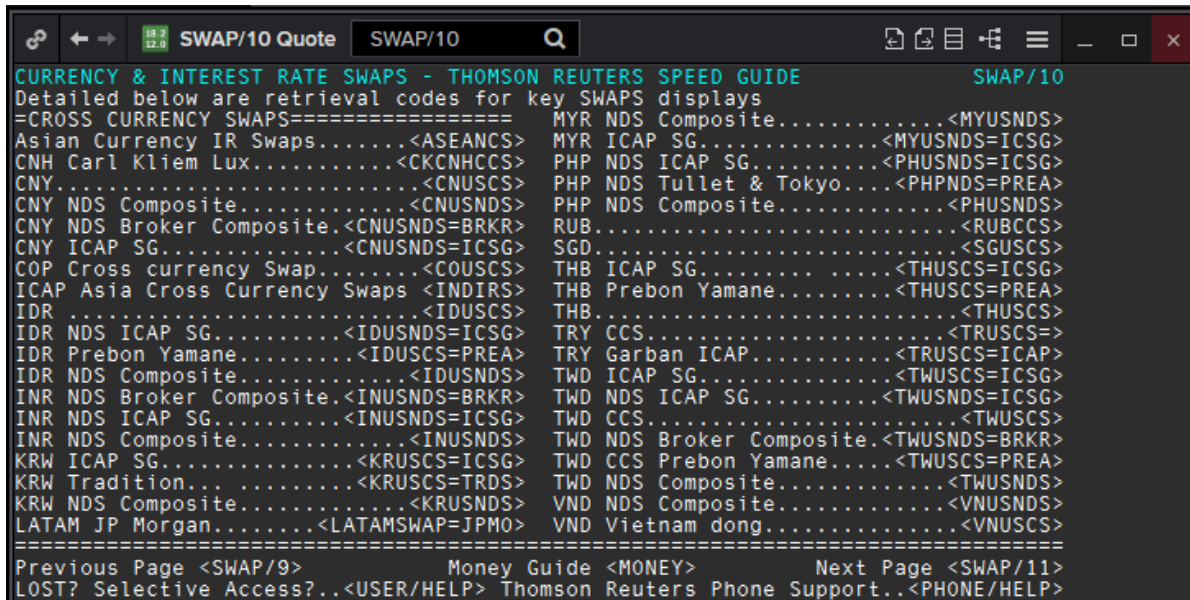 18.2 12.0 SWAP/10 Quote SWAP/10
CURRENCY & INTEREST RATE SWAPS - THOMSON REUTERS SPEED GUIDE SWAP/10
Detailed below are retrieval codes for key SWAPS displays
=CROSS CURRENCY SWAPS================= MYR NDS Composite..............<MYUSNDS>
Asian Currency IR Swaps.......<ASEANCS> MYR ICAP SG..............<MYUSNDS=ICSG>
CNH Carl Kliem Lux...........<CKCNHCCS> PHP NDS ICAP SG..........<PHUSNDS=ICSG>
CNY............................<CNUSCS> PHP NDS Tullet & Tokyo....<PHPNDS=PREA>
CNY NDS Composite.............<CNUSNDS> PHP NDS Composite.............<PHUSNDS>
CNY NDS Broker Composite.<CNUSNDS=BRKR> RUB............................<RUBCCS>
CNY ICAP SG..............<CNUSNDS=ICSG> SGD............................<SGUSCS>
COP Cross currency Swap........<COUSCS> THB ICAP SG......... .....<THUSCS=ICSG>
ICAP Asia Cross Currency Swaps <INDIRS> THB Prebon Yamane.........<THUSCS=PREA>
IDR ...........................<IDUSCS> THB............................<THUSCS>
IDR NDS ICAP SG..........<IDUSNDS=ICSG> TRY CCS.......................<TRUSCS=>
IDR Prebon Yamane.........<IDUSCS=PREA> TRY Garban ICAP...........<TRUSCS=ICAP>
IDR NDS Composite.............<IDUSNDS> TWD ICAP SG...............<TWUSCS=ICSG>
INR NDS Broker Composite.<INUSNDS=BRKR> TWD NDS ICAP SG..........<TWUSNDS=ICSG>
INR NDS ICAP SG..........<INUSNDS=ICSG> TWD CCS........................<TWUSCS>
INR NDS Composite.............<INUSNDS> TWD NDS Broker Composite.<TWUSNDS=BRKR>
KRW ICAP SG...............<KRUSCS=ICSG> TWD CCS Prebon Yamane.....<TWUSCS=PREA>
KRW Tradition... .........<KRUSCS=TRDS> TWD NDS Composite.............<TWUSNDS>
KRW NDS Composite.............<KRUSNDS> VND NDS Composite.............<VNUSNDS>
LATAM JP Morgan........<LATAMSWAP=JPMO> VND Vietnam dong...............<VNUSCS>
===============================================================================
Previous Page <SWAP/9> Money Guide <MONEY> Next Page <SWAP/11>
LOST? Selective Access?..<USER/HELP> Thomson Reuters Phone Support..<PHONE/HELP>